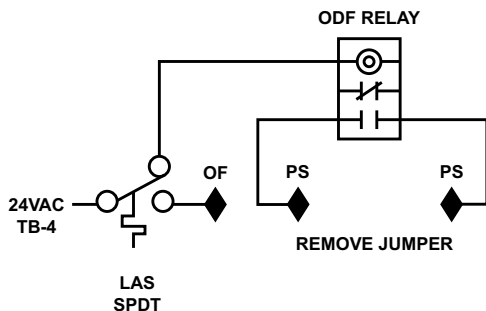 ODF RELAY
OF
PS
PS
24VAC
TB-4
REMOVE JUMPER
LAS
SPDT